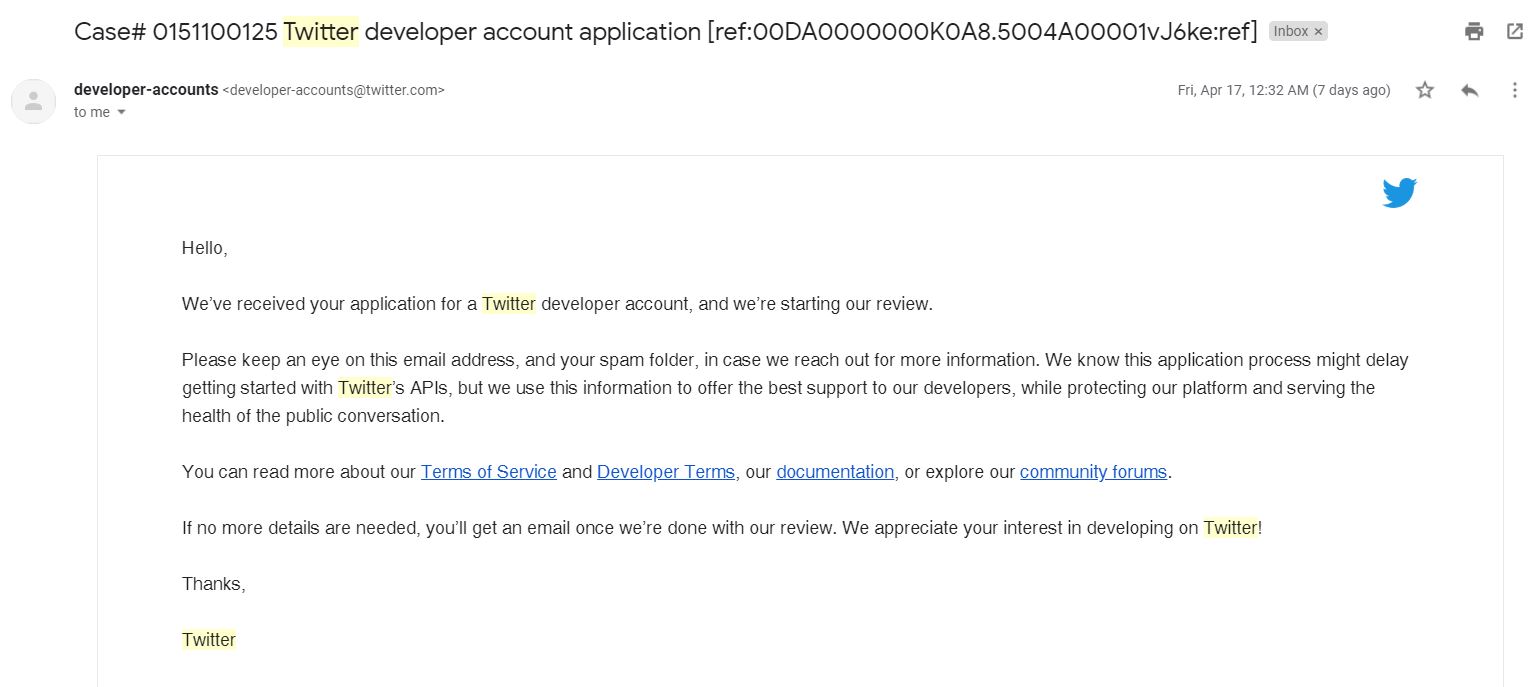 Case# 0151100125 Twitter developer account application [ref:00DA0000000K0A8.5004A00001vJ6ke:ref] Inbox ×
developer-accounts <developer-accounts@twitter.com> Fri, Apr 17, 12:32 AM (7 days ago)
to me
Hello,
We’ve received your application for a Twitter developer account, and we’re starting our review.
Please keep an eye on this email address, and your spam folder, in case we reach out for more information. We know this application process might delay
getting started with Twitter’s APIs, but we use this information to offer the best support to our developers, while protecting our platform and serving the
health of the public conversation.
You can read more about our Terms of Service and Developer Terms, our documentation, or explore our community forums.
If no more details are needed, you’ll get an email once we’re done with our review. We appreciate your interest in developing on Twitter!
Thanks,
Twitter